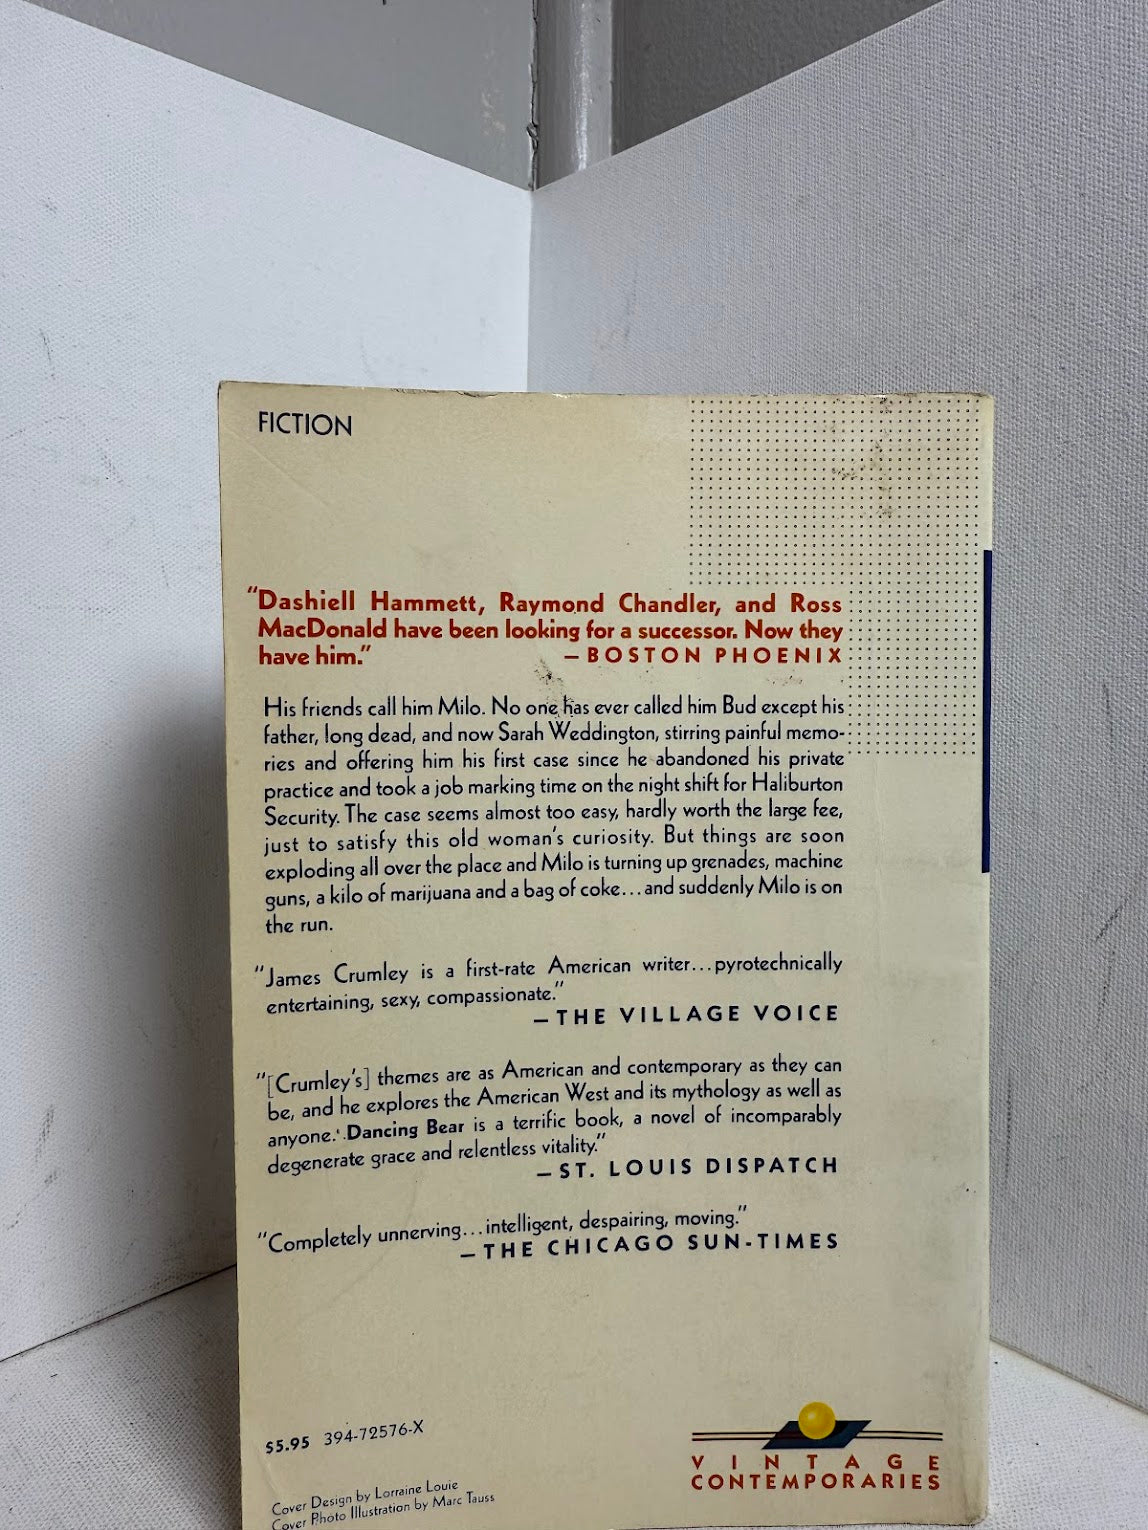 FICTION
"Dashiell Hammett, Raymond Chandler, and Ross
MacDonald have been looking for a successor. Now they
have him."
—BOSTON PHOENIX
His friends call him Milo. No one has ever called him Bud except his
father, long dead, and now Sarah Weddington, stirring painful memo-
ries and offering him his first case since he abandoned his private
practice and took a job marking time on the night shift for Haliburton
Security. The case seems almost too easy, hardly worth the large fee,
just to satisfy this old woman's curiosity. But things are soon
exploding all over the place and Milo is turning up grenades, machine
guns, a kilo of marijuana and a bag of coke...and suddenly Milo is on
the run.
"James Crumley is a first-rate American writer...pyrotechnically
entertaining, sexy, compassionate."
—THE VILLAGE VOICE
"[Crumley's] themes are as American and contemporary as they can
be, and he explores the American West and its mythology as well as
anyone.'.Dancing Bear is a terrific book, a novel of incomparably
degenerate grace and relentless vitality."
—ST. LOUIS DISPATCH
"Completely unnerving...intelligent, despairing, moving."
—THE CHICAGO SUN-TIMES
$5.95 394-72576-X
Cover Design by Lorraine Louie
Cover Photo Illustration by Marc Tauss
VINTAGE
CONTEMPORARIES